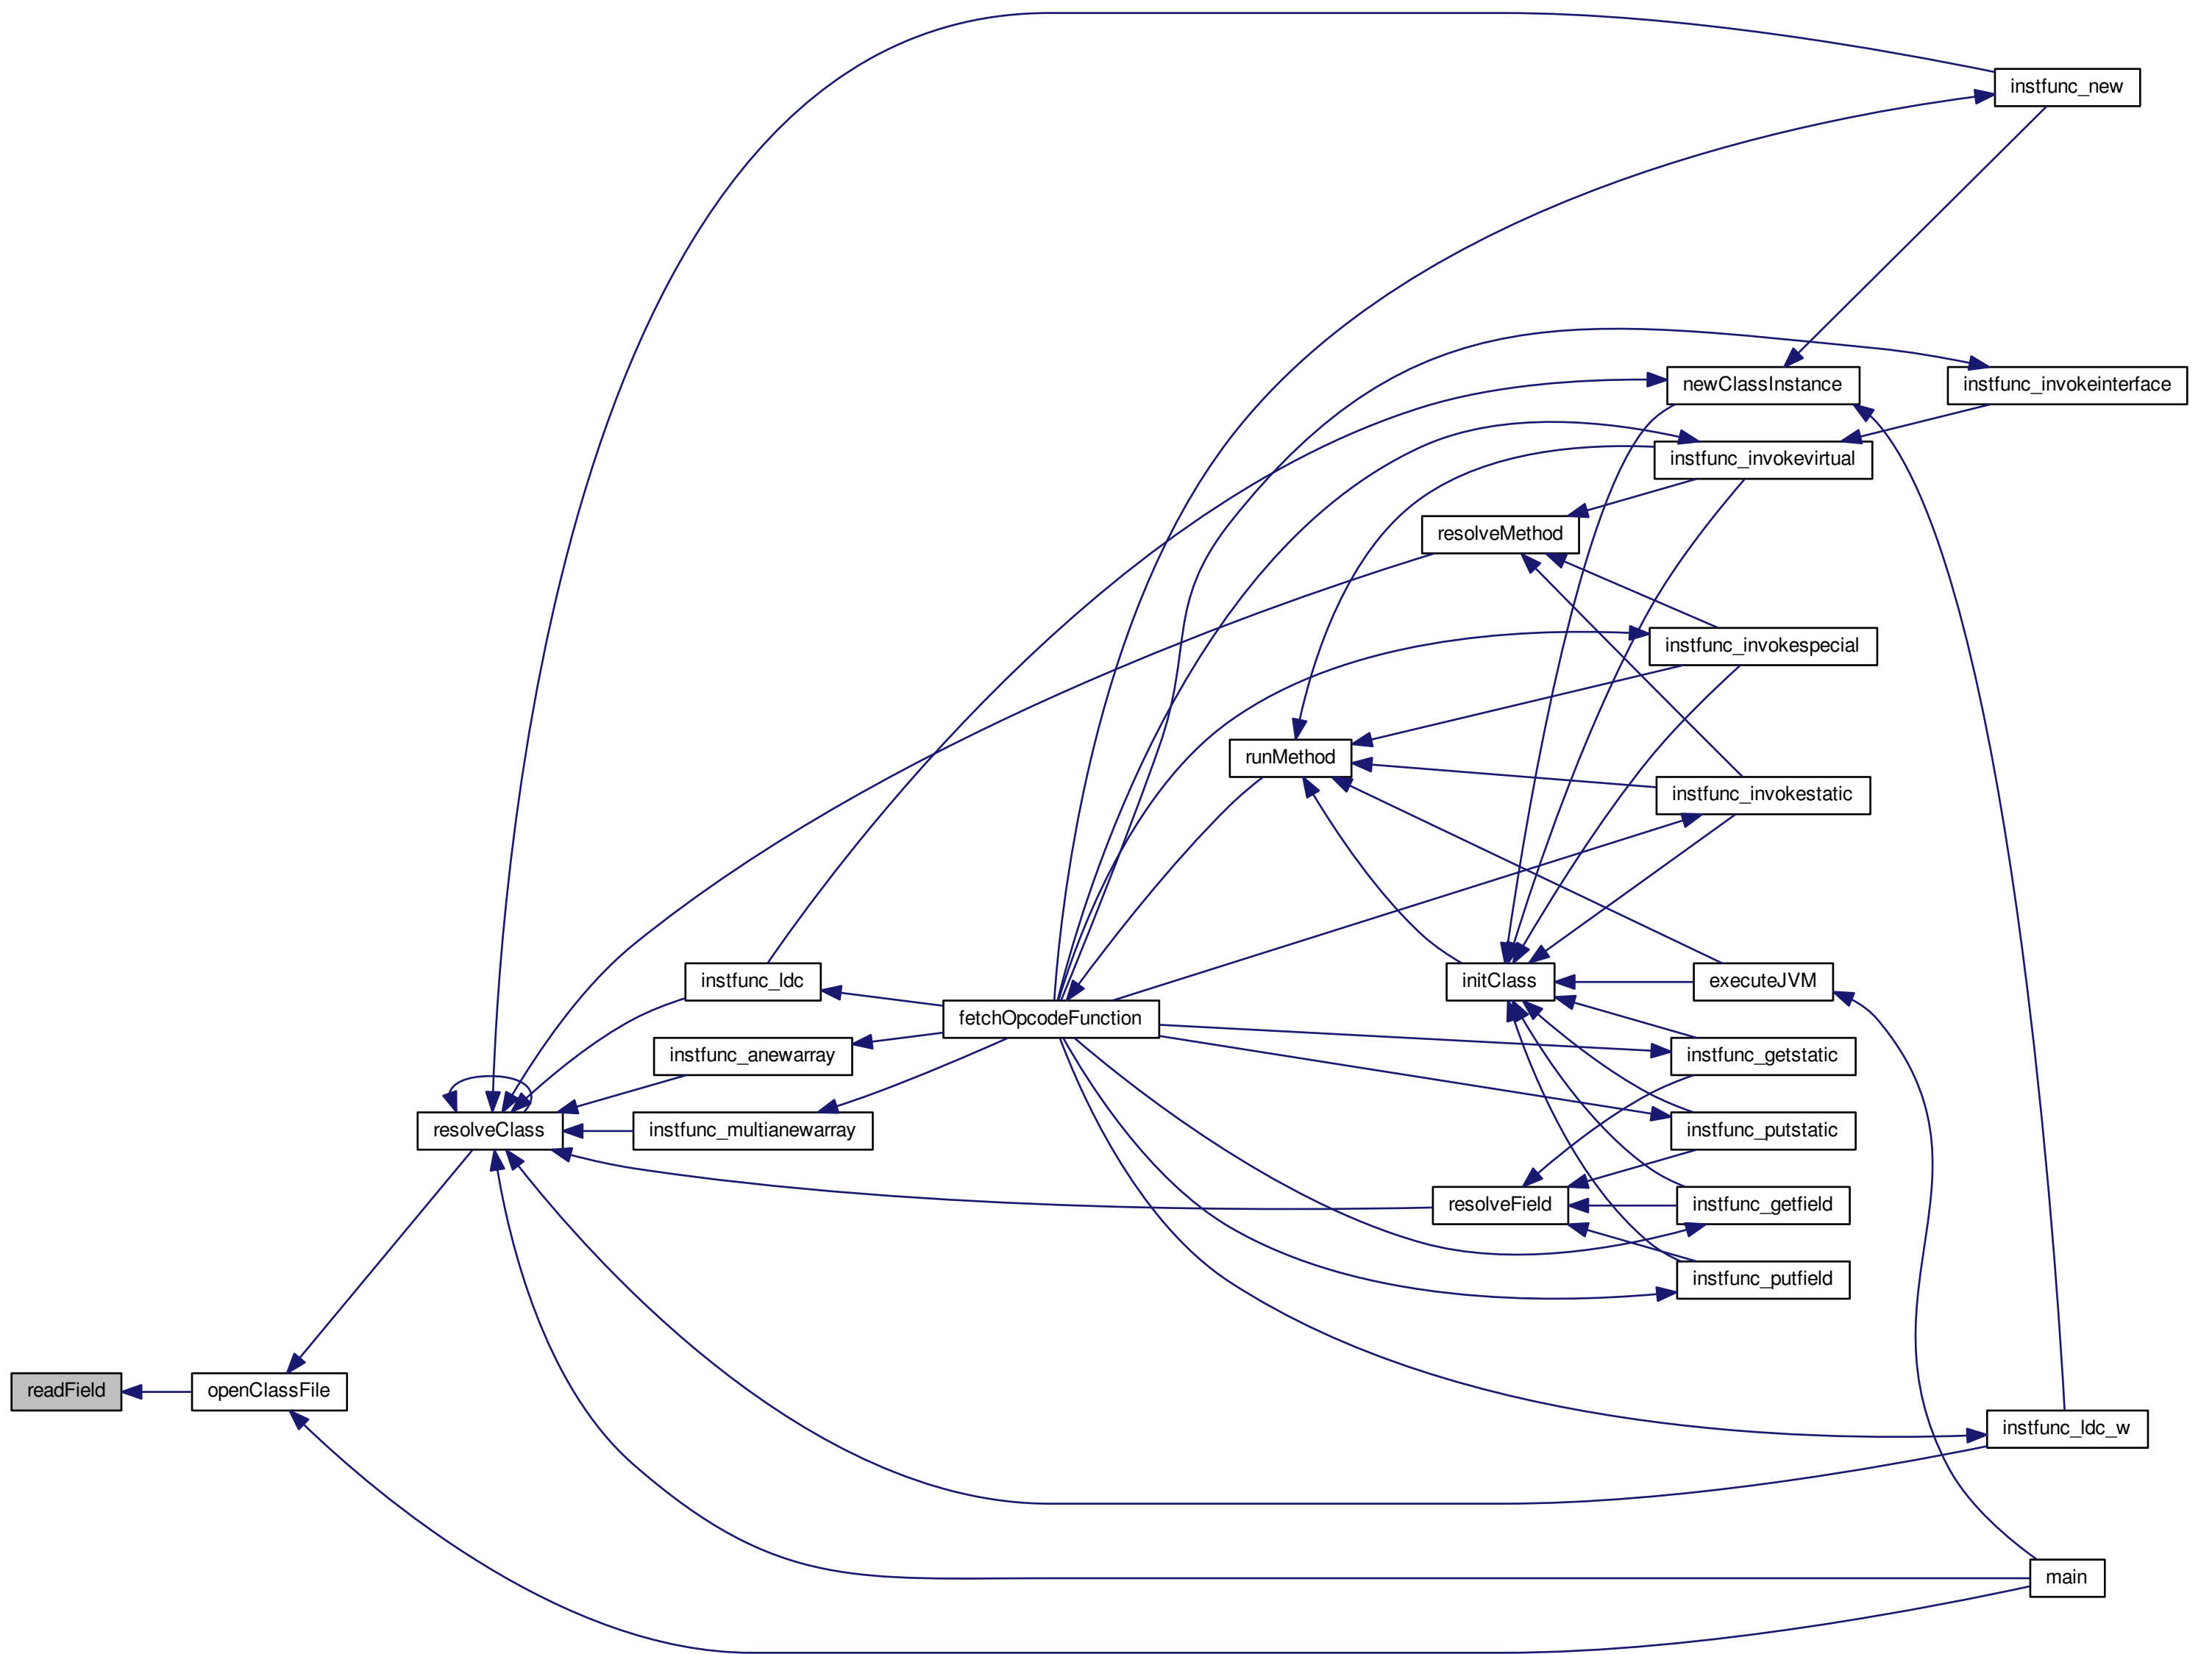 instfunc_new
newClassInstance
instfunc_invokeinterface
instfunc_invokevirtual
resolveMethod
instfunc_invokespecial
runMethod
instfunc_invokestatic
instfunc_ldc
initClass
executeJVM
fetchOpcodeFunction
instfunc_anewarray
instfunc_getstatic
resolveClass
instfunc_multianewarray
instfunc_putstatic
resolveField
instfunc_getfield
instfunc_putfield
readField
openClassFile
instfunc_ldc_w
main